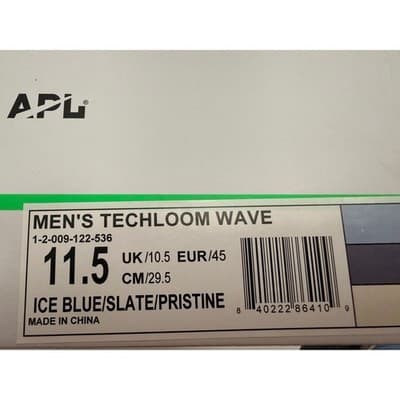 APL®
MEN'S TECHLOOM WAVE
1-2-009-122-536
11.5 UK/10.5 EUR/45
CM/29.5
ICE BLUE/SLATE/PRISTINE
MADE IN CHINA
8 40222 86410 9